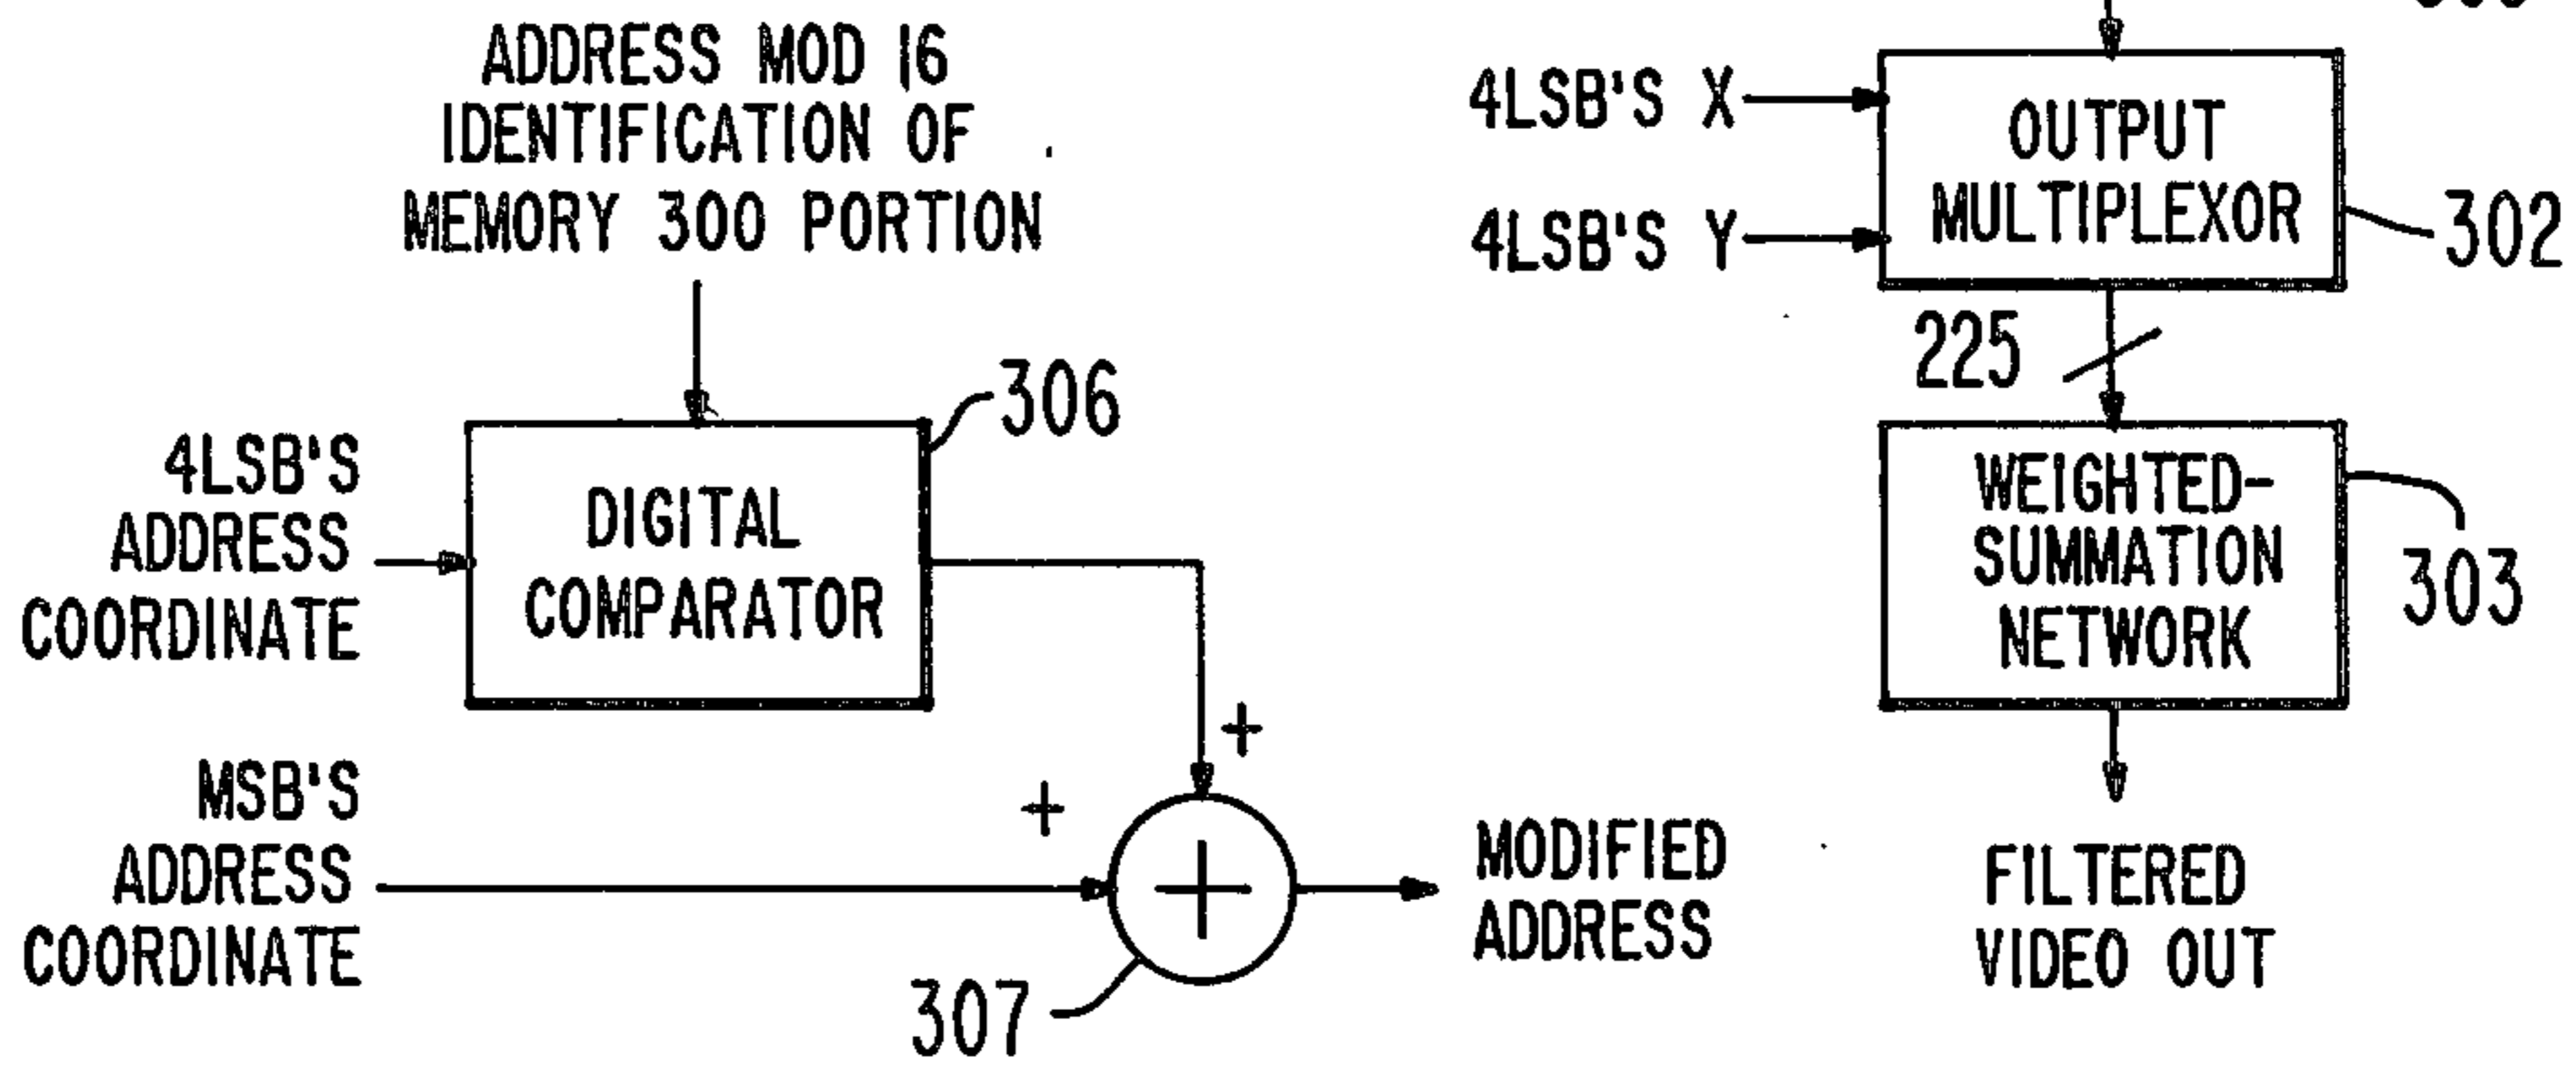 ADDRESS MOD 16
IDENTIFICATION OF
MEMORY 300 PORTION
306
4LSB'S
ADDRESS
COORDINATE
DIGITAL
COMPARATOR
+
MSB'S
ADDRESS
COORDINATE
+
+
307
MODIFIED
ADDRESS
4LSB'S X
4LSB'S Y
OUTPUT
MULTIPLEXOR
302
225
WEIGHTED-
SUMMATION
NETWORK
303
FILTERED
VIDEO OUT